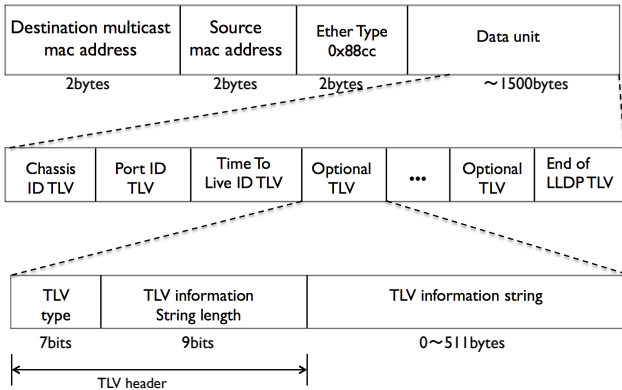 Destination multicast
mac address
Source
mac address
Ether Type
0x88cc
Data unit
2bytes
2bytes
2bytes
~1500bytes
Chassis
ID TLV
Port ID
TLV
Time To
Live ID TLV
Optional
TLV
...
Optional
TLV
End of
LLDP TLV
TLV
type
TLV information
String length
TLV information string
7bits
9bits
0~511bytes
TLV header